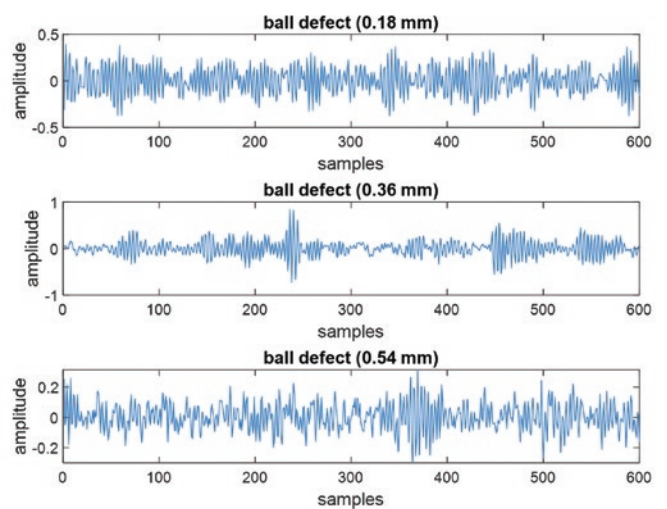 ball defect (0.18 mm)
0.5
0
-0.5
amplitude
0 100 200 300 400 500 600
samples
ball defect (0.36 mm)
1
0
-1
amplitude
0 100 200 300 400 500 600
samples
ball defect (0.54 mm)
0.2
0
-0.2
amplitude
0 100 200 300 400 500 600
samples